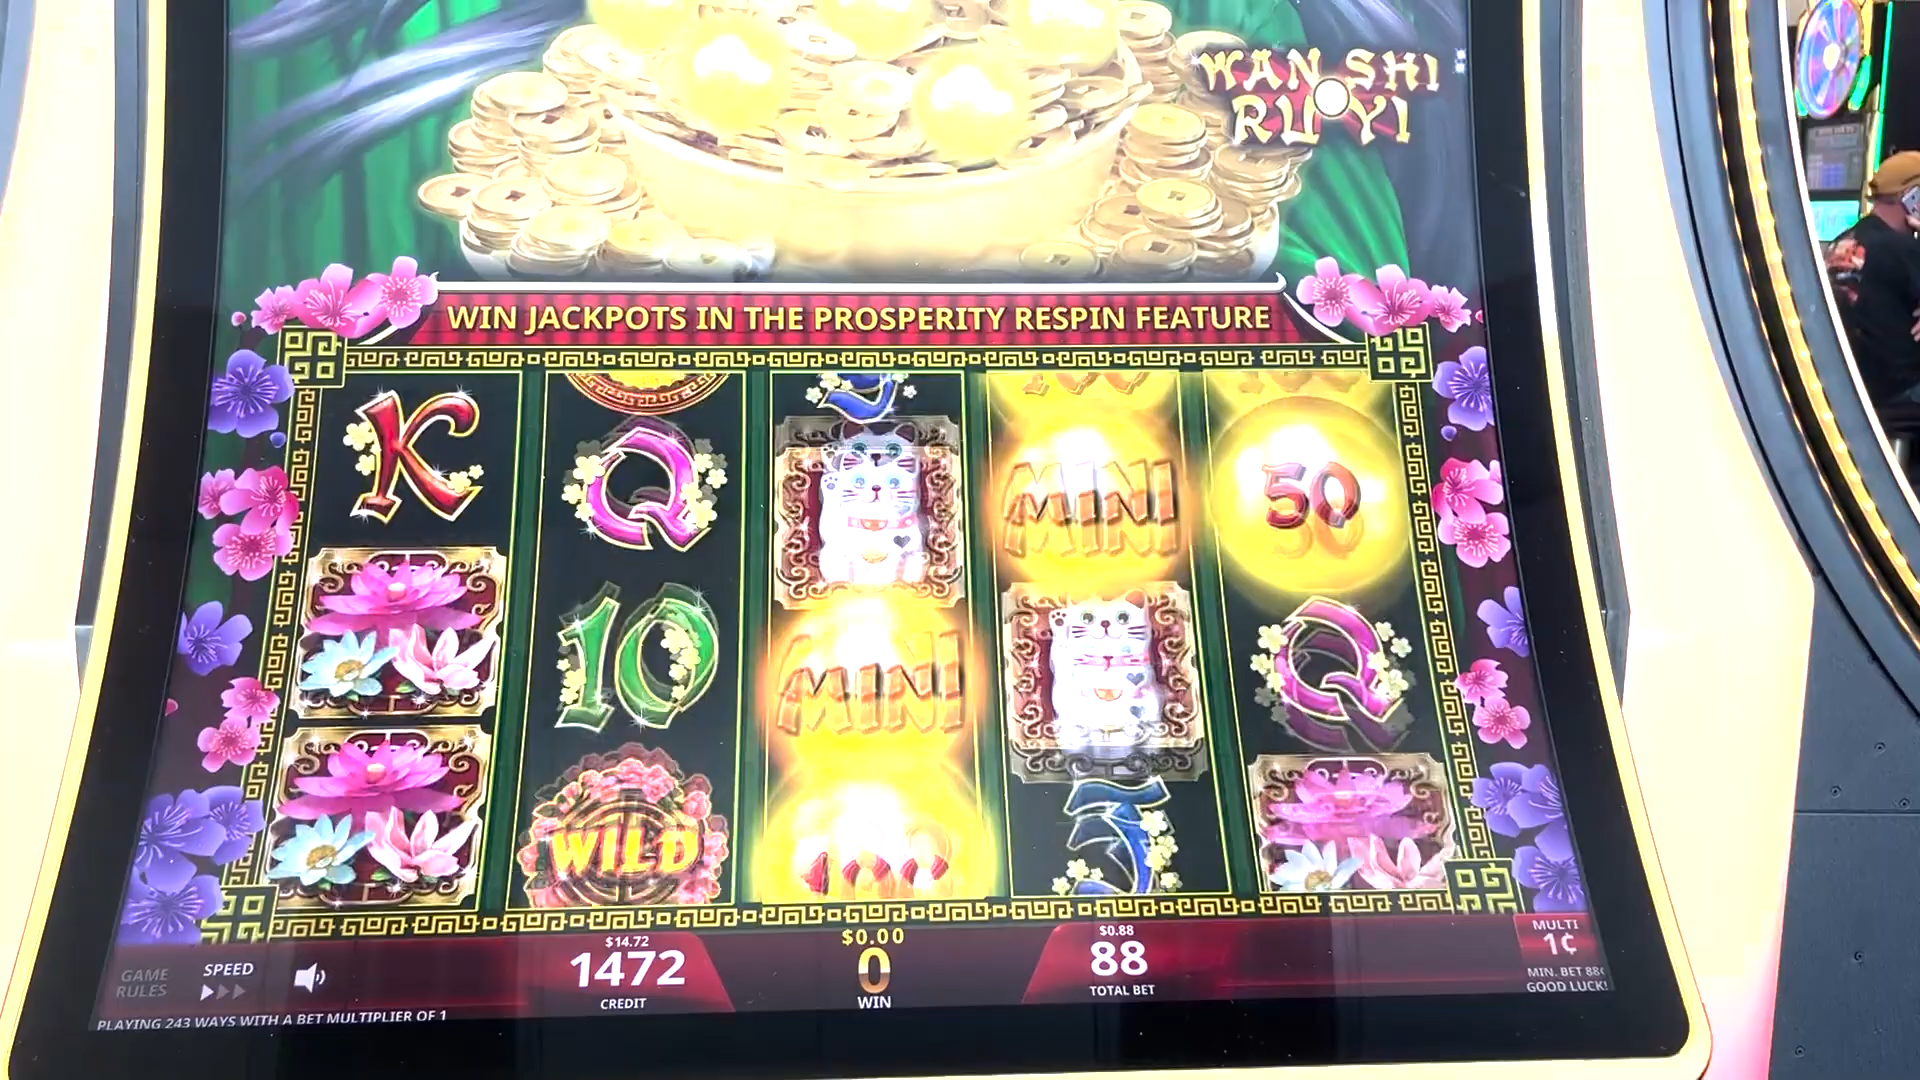 WAN SHI
RU YI
WIN JACKPOTS IN THE PROSPERITY RESPIN FEATURE
K
Q
J
MINI
50
10
MINI
Q
WILD
100
J
GAME
RULES
SPEED
$14.72
1472
CREDIT
$0.00
0
WIN
$0.88
88
TOTAL BET
MULTI
1¢
MIN. BET 88¢
GOOD LUCK!
PLAYING 243 WAYS WITH A BET MULTIPLIER OF 1